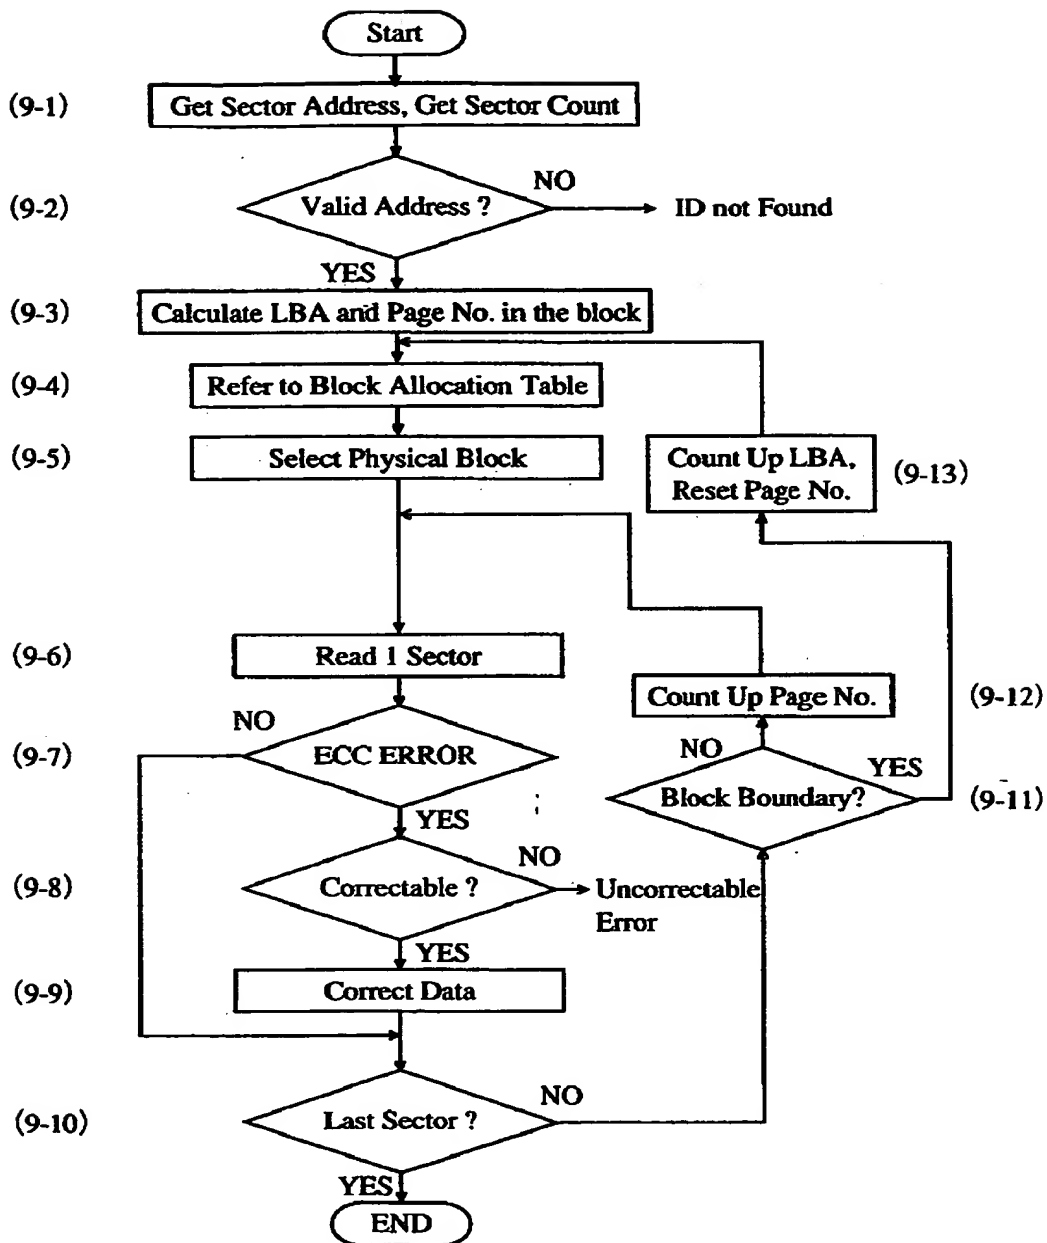 Start
(9-1)
Get Sector Address, Get Sector Count
(9-2)
Valid Address ?
NO
ID not Found
YES
(9-3)
Calculate LBA and Page No. in the block
(9-4)
Refer to Block Allocation Table
(9-5)
Select Physical Block
Count Up LBA,
Reset Page No.
(9-13)
(9-6)
Read 1 Sector
Count Up Page No.
(9-12)
NO
(9-7)
ECC ERROR
NO
YES
Block Boundary?
(9-11)
YES
NO
(9-8)
Correctable ?
Uncorrectable
Error
YES
(9-9)
Correct Data
NO
(9-10)
Last Sector ?
YES
END